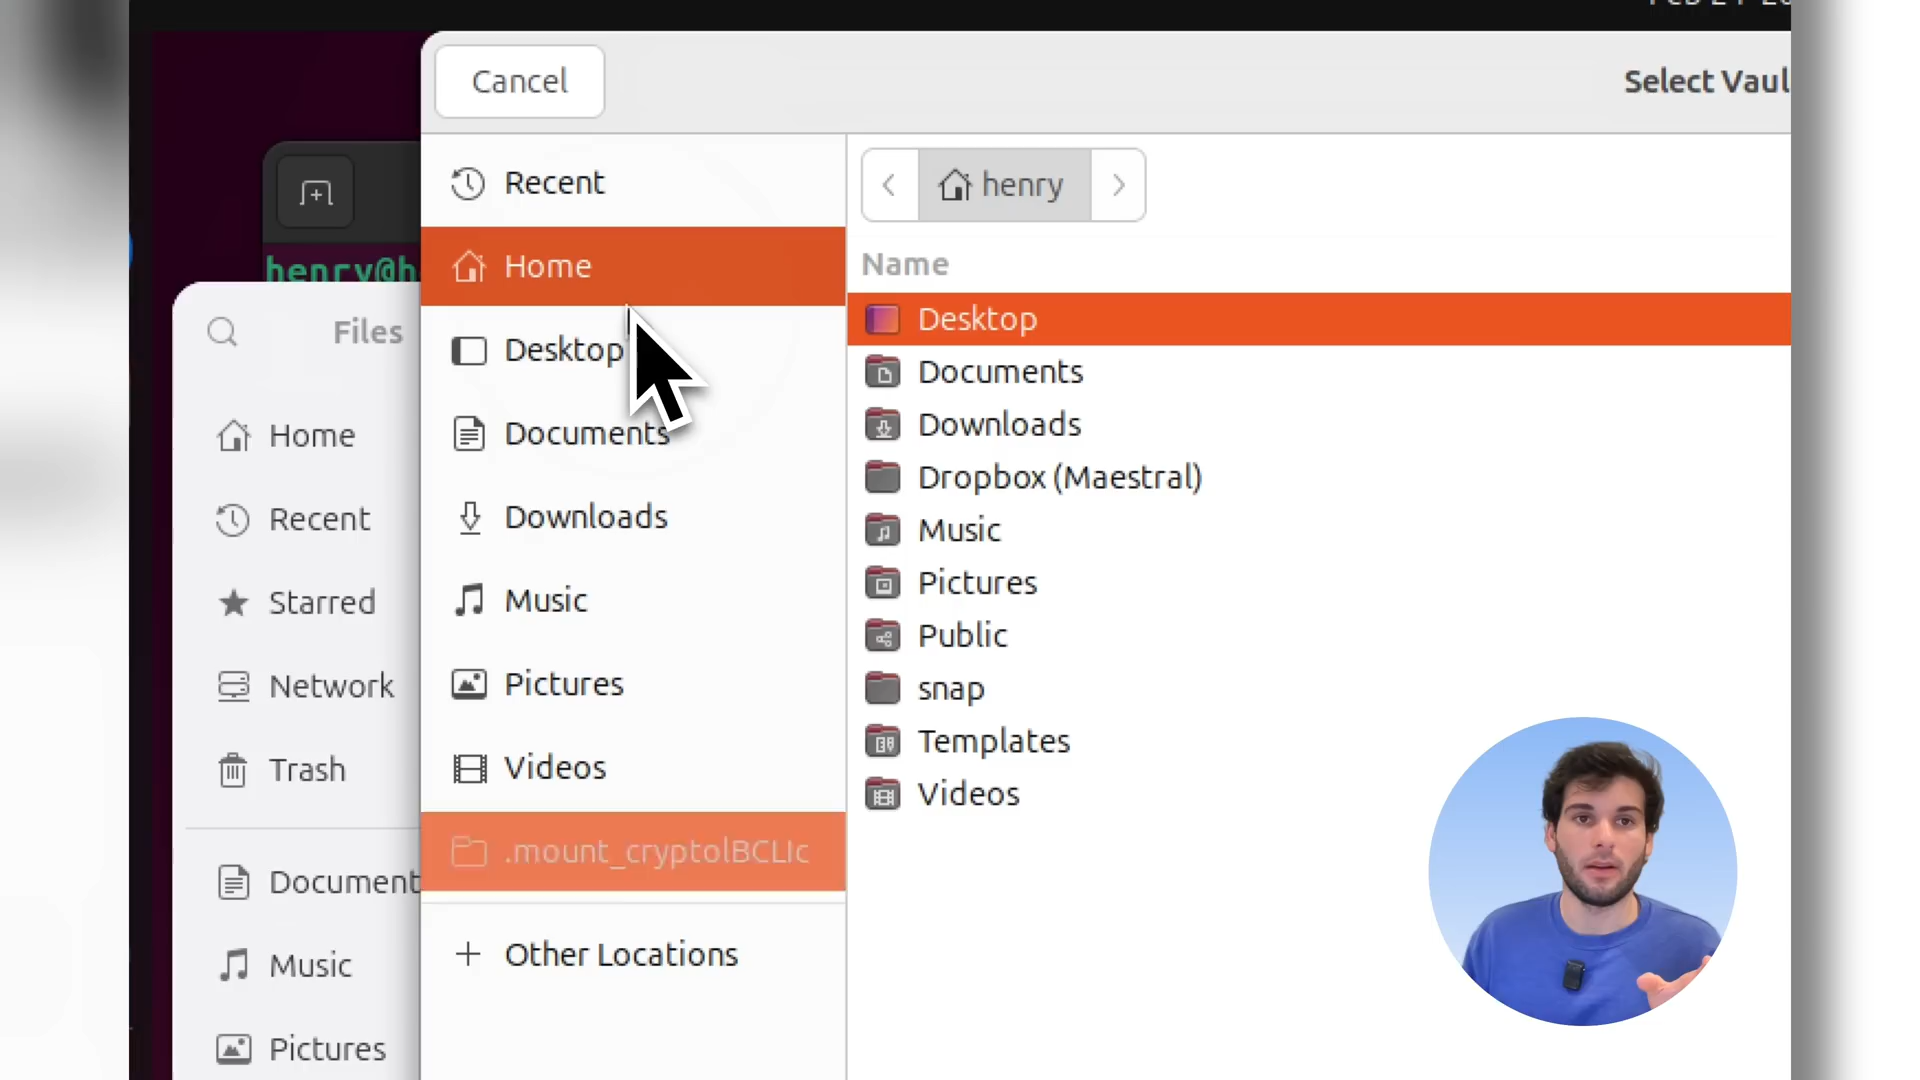 Cancel
Select Vaul
henry@h
Files
Home
Recent
Starred
Network
Trash
Document
Music
Pictures
Recent
Home
Desktop
Documents
Downloads
Music
Pictures
Videos
.mount_cryptolBCLIc
Other Locations
henry
Name
Desktop
Documents
Downloads
Dropbox (Maestral)
Music
Pictures
Public
snap
Templates
Videos